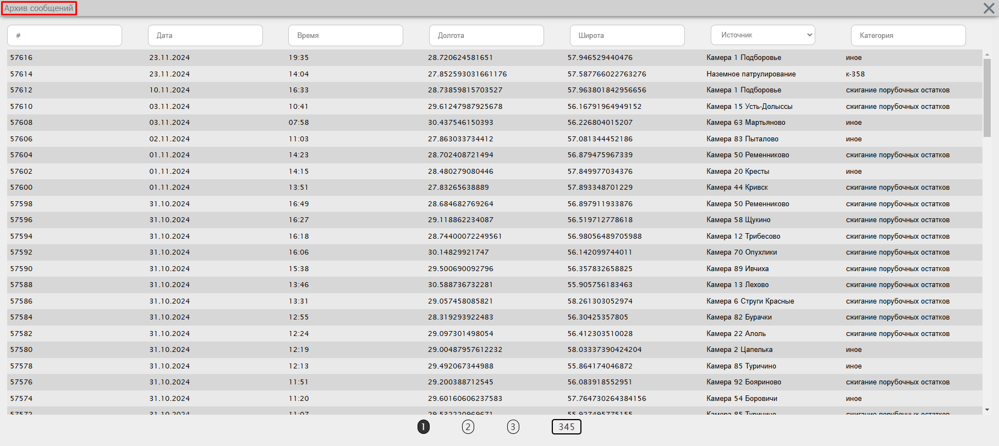 Архив сообщений
# Дата Время Долгота Широта Источник Категория
57616 23.11.2024 19:35 28.720624581651 57.946529440476 Камера 1 Подборовье иное
57614 23.11.2024 14:04 27.852593031661176 57.587766022763276 Наземное патрулирование к-358
57612 10.11.2024 16:33 28.73859815703527 57.963801842956656 Камера 1 Подборовье сжигание порубочных остатков
57610 03.11.2024 10:41 29.61247987925678 56.16791964949152 Камера 15 Усть-Долыссы сжигание порубочных остатков
57608 03.11.2024 07:58 30.437546150393 56.226804015207 Камера 63 Мартьяново иное
57606 02.11.2024 11:03 27.863033734412 57.081344452186 Камера 83 Пыталово иное
57604 01.11.2024 14:23 28.702408721494 56.879475967339 Камера 50 Ременниково сжигание порубочных остатков
57602 01.11.2024 14:15 28.480279080446 57.849977034376 Камера 20 Кресты иное
57600 01.11.2024 13:51 27.83265638889 57.893348701229 Камера 44 Кривск сжигание порубочных остатков
57598 31.10.2024 16:49 28.684682769264 56.897911933876 Камера 50 Ременниково сжигание порубочных остатков
57596 31.10.2024 16:27 29.118862234087 56.519712778618 Камера 58 Щукино сжигание порубочных остатков
57594 31.10.2024 16:18 28.74400072249561 56.98056489705988 Камера 12 Трибесово сжигание порубочных остатков
57592 31.10.2024 16:06 30.14829921747 56.142099744011 Камера 70 Опухлики сжигание порубочных остатков
57590 31.10.2024 15:38 29.500690092796 56.357832658825 Камера 89 Ивчиха сжигание порубочных остатков
57588 31.10.2024 13:46 30.588736732281 55.905756183463 Камера 13 Лехово сжигание порубочных остатков
57586 31.10.2024 13:31 29.057458085821 58.261303052974 Камера 6 Струги Красные сжигание порубочных остатков
57584 31.10.2024 12:55 28.319293922483 56.30425357805 Камера 82 Бурачки сжигание порубочных остатков
57582 31.10.2024 12:24 29.097301498054 56.412303510028 Камера 22 Алоль сжигание порубочных остатков
57580 31.10.2024 12:19 29.00487957612232 58.03337390424204 Камера 2 Цапелька иное
57578 31.10.2024 12:13 29.492067344988 55.864174046872 Камера 85 Туричино иное
57576 31.10.2024 11:51 29.200388712545 56.083918552951 Камера 92 Бояриново сжигание порубочных остатков
57574 31.10.2024 11:20 29.60160606237583 57.764730264384156 Камера 54 Боровичи иное
57572 31.10.2024 11:07 29.532220969671 55.927495775155 Камера 85 Туричино сжигание порубочных остатков
1 2 3 345